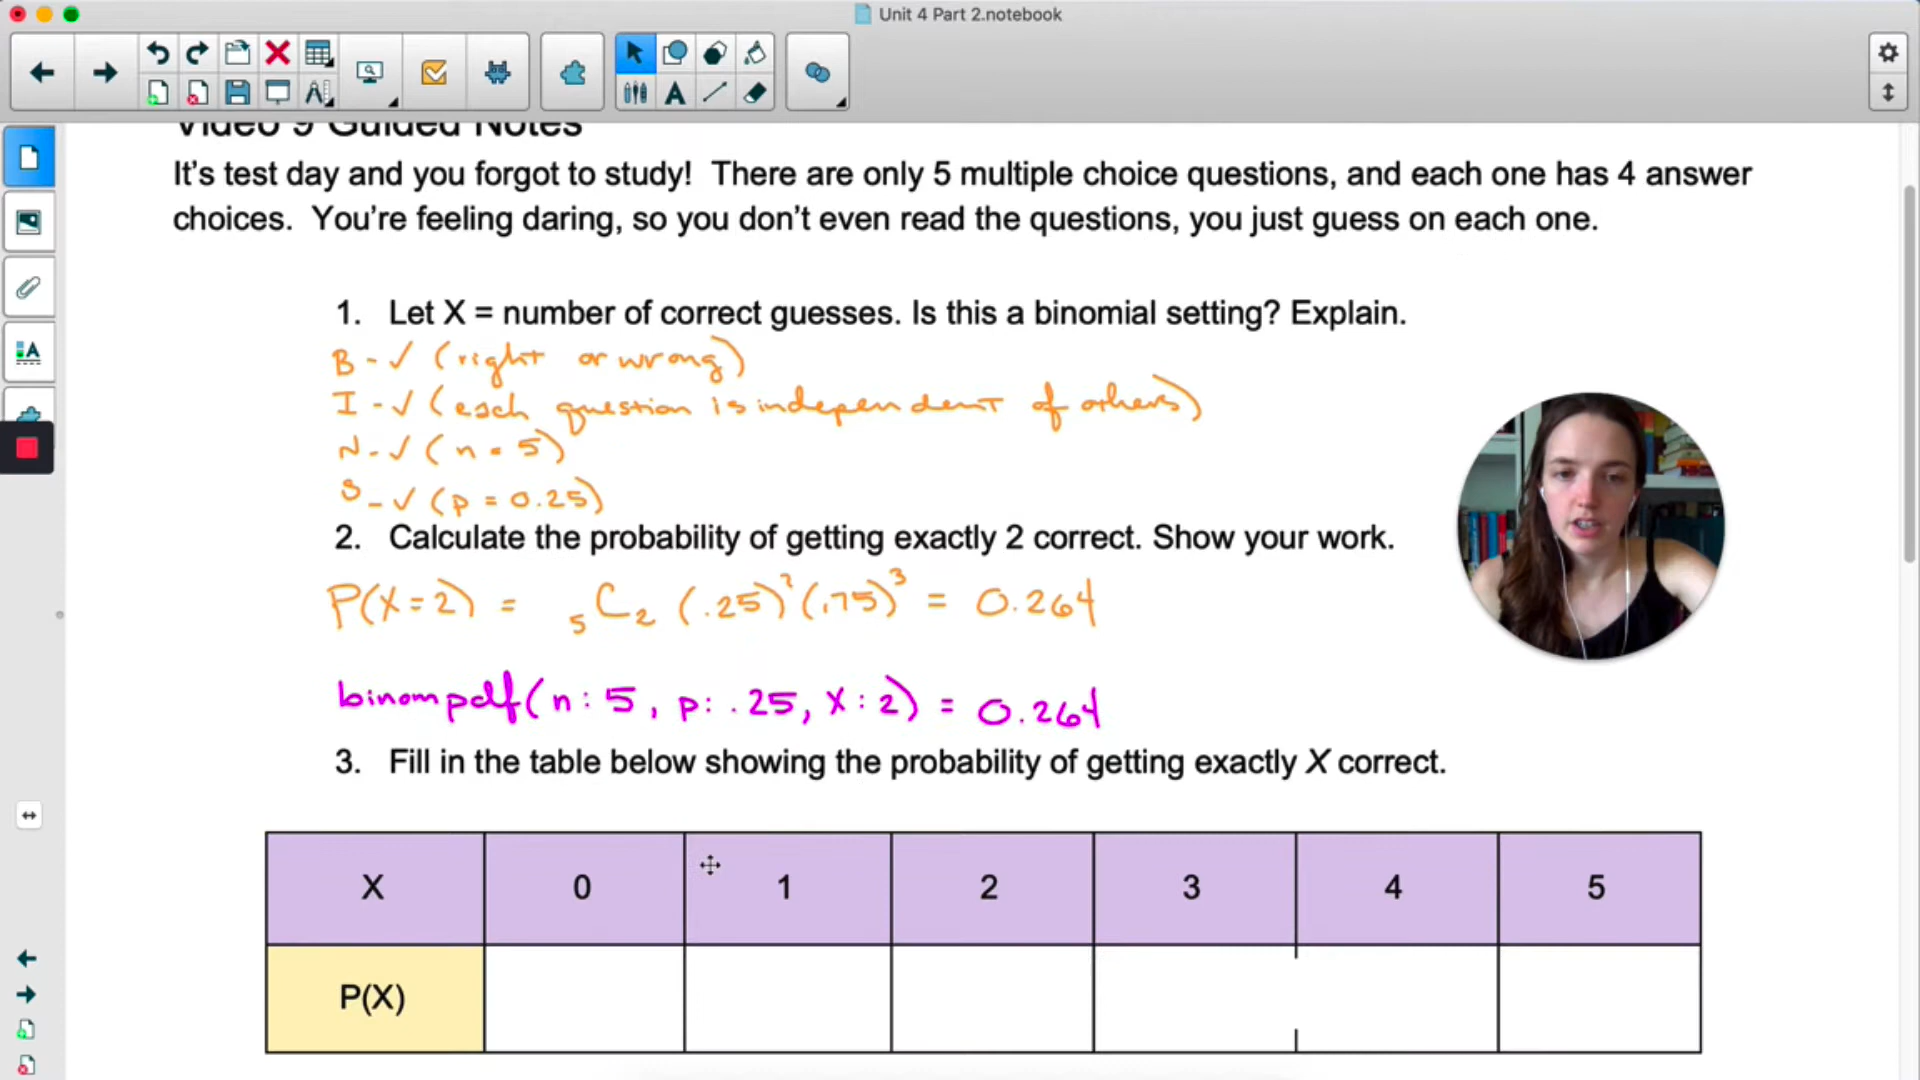 Unit 4 Part 2.notebook
Video 9 Guided Notes
It's test day and you forgot to study!  There are only 5 multiple choice questions, and each one has 4 answer
choices.  You're feeling daring, so you don't even read the questions, you just guess on each one.
1. Let X = number of correct guesses. Is this a binomial setting? Explain.
B - ✓ (right or wrong)
I - ✓ (each question is independent of others)
N - ✓ (n = 5)
S - ✓ (p = 0.25)
2. Calculate the probability of getting exactly 2 correct. Show your work.
P(X=2) = ₅C₂ (.25)² (.75)³ = 0.264
binompdf(n: 5, p: .25, X: 2) = 0.264
3. Fill in the table below showing the probability of getting exactly X correct.
X 0 1 2 3 4 5
P(X)